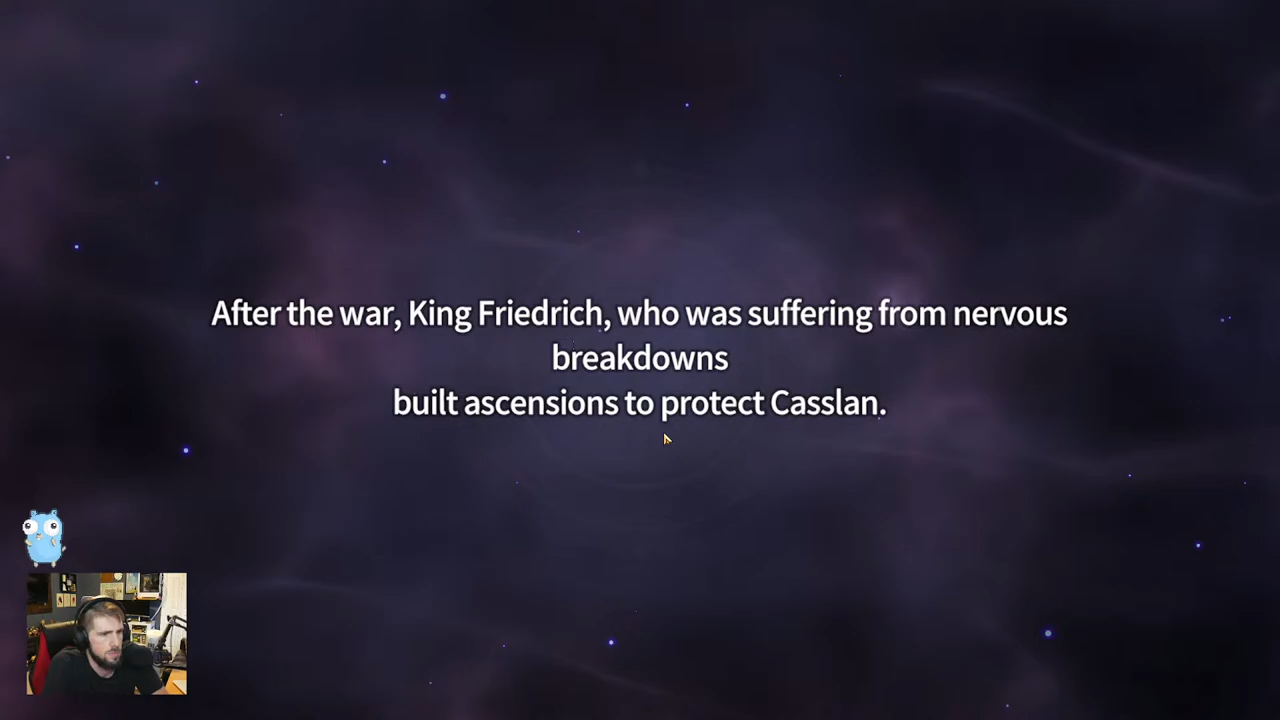 After the war, King Friedrich, who was suffering from nervous
breakdowns
built ascensions to protect Casslan.